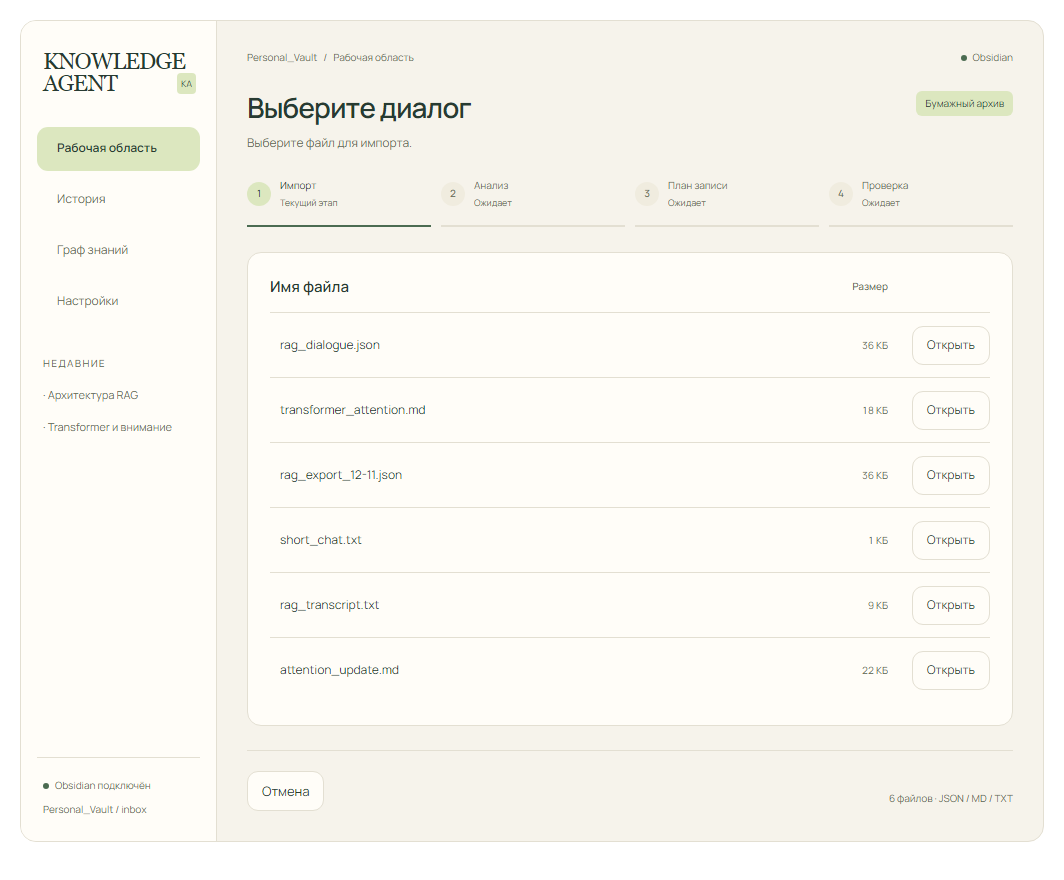 KNOWLEDGE
AGENT
KA
Рабочая область
История
Граф знаний
Настройки
НЕДАВНИЕ
· Архитектура RAG
· Transformer и внимание
Obsidian подключён
Personal_Vault / inbox
Personal_Vault / Рабочая область
Obsidian
Выберите диалог
Бумажный архив
Выберите файл для импорта.
1 Импорт
Текущий этап
2 Анализ
Ожидает
3 План записи
Ожидает
4 Проверка
Ожидает
Имя файла Размер
rag_dialogue.json 36 КБ Открыть
transformer_attention.md 18 КБ Открыть
rag_export_12-11.json 36 КБ Открыть
short_chat.txt 1 КБ Открыть
rag_transcript.txt 9 КБ Открыть
attention_update.md 22 КБ Открыть
Отмена
6 файлов · JSON / MD / TXT